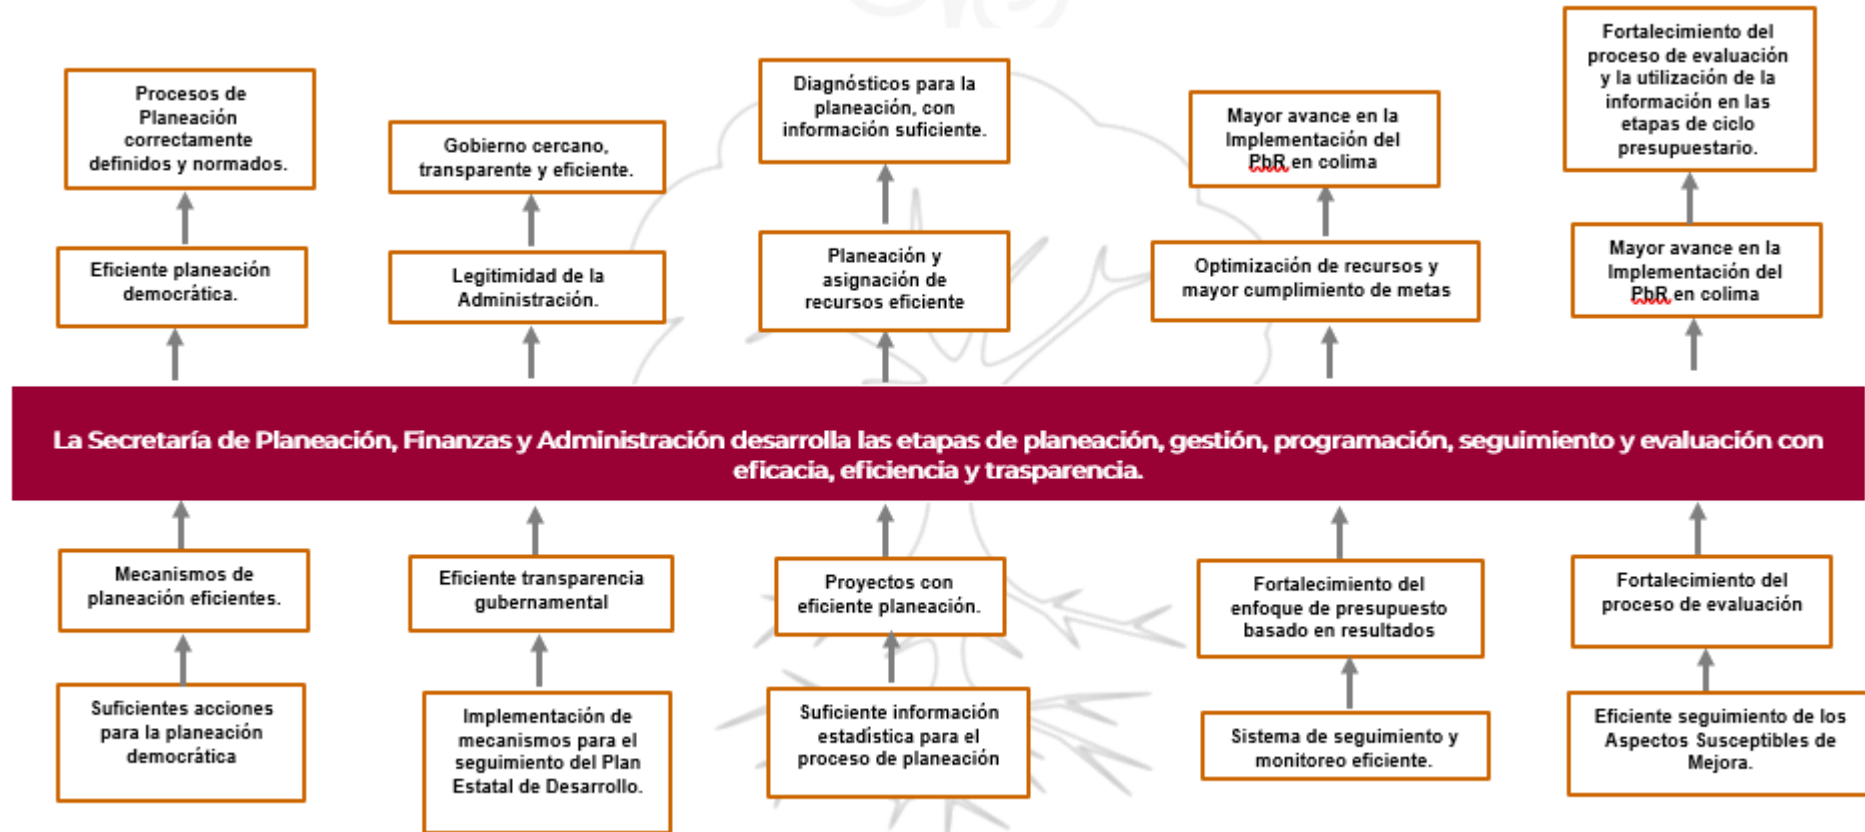 Procesos de
Planeación
correctamente
definidos y normados.
Gobierno cercano,
transparente y eficiente.
Diagnósticos para la
planeación, con
información suficiente.
Mayor avance en la
Implementación del
PbR en colima
Fortalecimiento del
proceso de evaluación
y la utilización de la
información en las
etapas de ciclo
presupuestario.
Eficiente planeación
democrática.
Legitimidad de la
Administración.
Planeación y
asignación de
recursos eficiente
Optimización de recursos y
mayor cumplimiento de metas
Mayor avance en la
Implementación del
PbR en colima
La Secretaría de Planeación, Finanzas y Administración desarrolla las etapas de planeación, gestión, programación, seguimiento y evaluación con
eficacia, eficiencia y trasparencia.
Mecanismos de
planeación eficientes.
Eficiente transparencia
gubernamental
Proyectos con
eficiente planeación.
Fortalecimiento del
enfoque de presupuesto
basado en resultados
Fortalecimiento del
proceso de evaluación
Suficientes acciones
para la planeación
democrática
Implementación de
mecanismos para el
seguimiento del Plan
Estatal de Desarrollo.
Suficiente información
estadística para el
proceso de planeación
Sistema de seguimiento y
monitoreo eficiente.
Eficiente seguimiento de los
Aspectos Susceptibles de
Mejora.